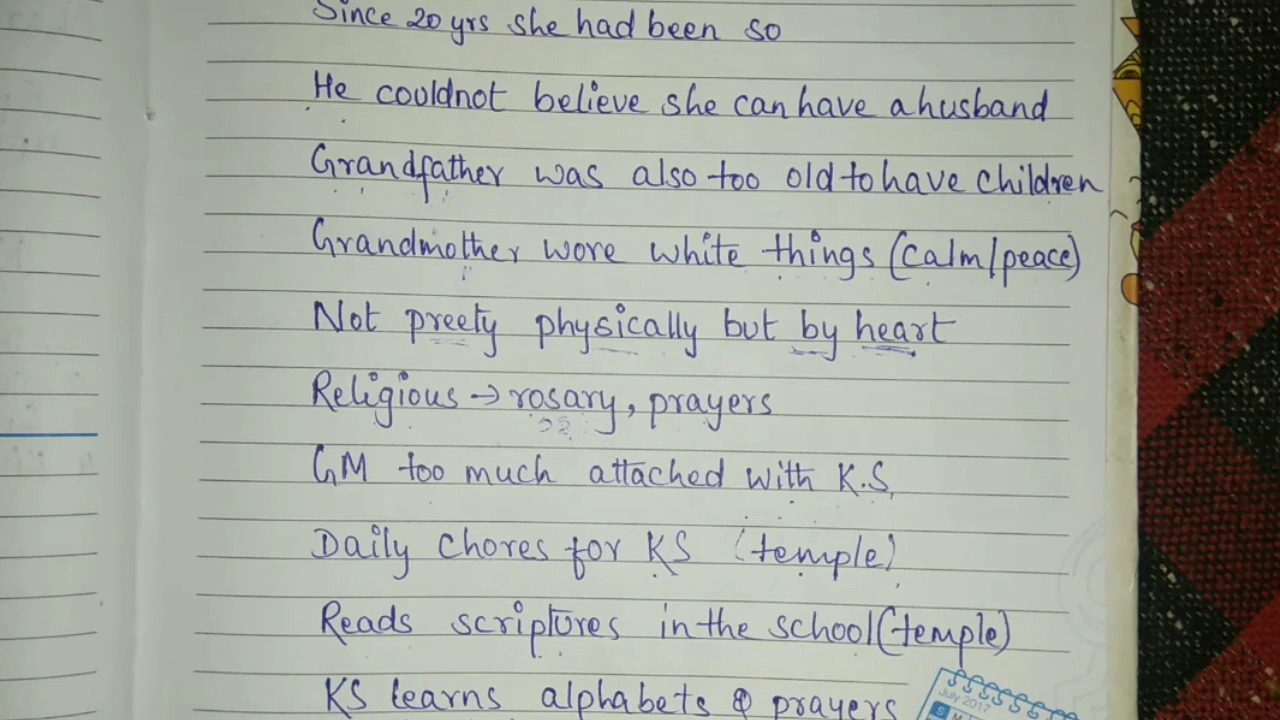 Since 20 yrs she had been so
He couldnot believe she can have a husband
Grandfather was also too old to have children
Grandmother wore white things (calm/peace)
Not preety physically but by heart
Religious → rosary, prayers
GM too much attached with K.S.
Daily chores for KS (temple)
Reads scriptures in the school (temple)
KS learns alphabets & prayers
July 2017
S M